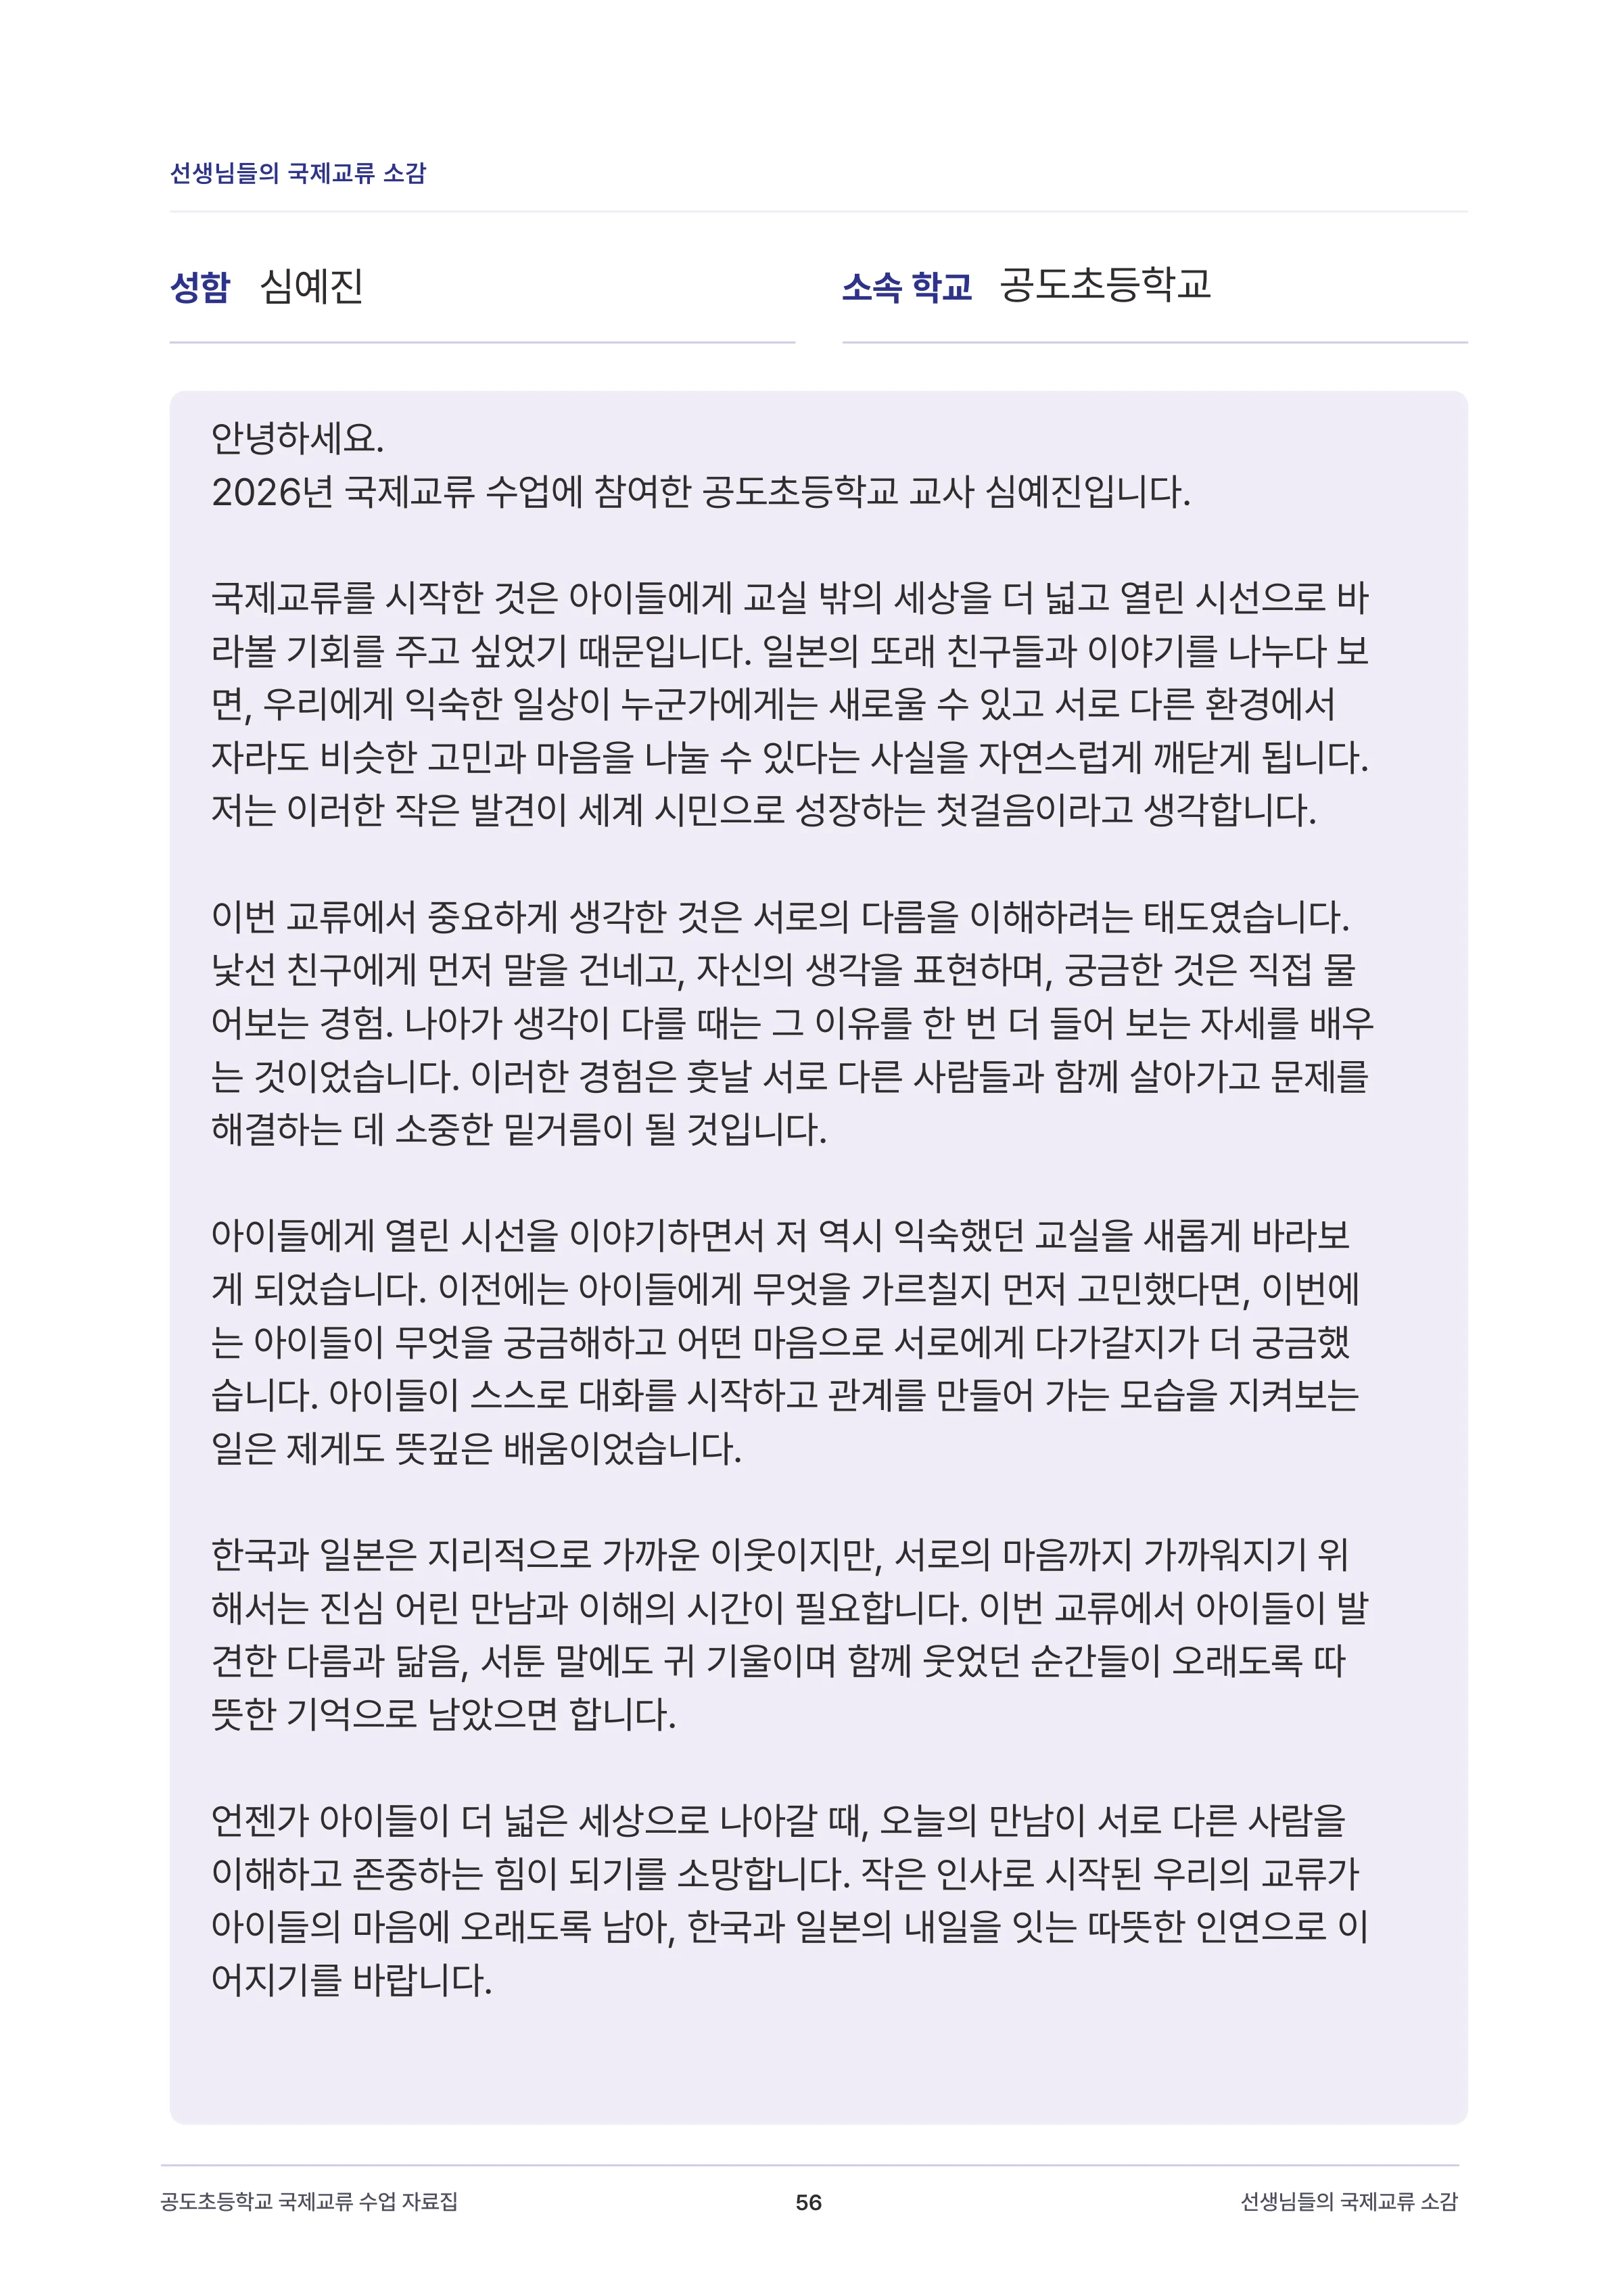 선생님들의 국제교류 소감
성함 심예진
소속 학교 공도초등학교
안녕하세요.
2026년 국제교류 수업에 참여한 공도초등학교 교사 심예진입니다.
국제교류를 시작한 것은 아이들에게 교실 밖의 세상을 더 넓고 열린 시선으로 바
라볼 기회를 주고 싶었기 때문입니다. 일본의 또래 친구들과 이야기를 나누다 보
면, 우리에게 익숙한 일상이 누군가에게는 새로울 수 있고 서로 다른 환경에서
자라도 비슷한 고민과 마음을 나눌 수 있다는 사실을 자연스럽게 깨닫게 됩니다.
저는 이러한 작은 발견이 세계 시민으로 성장하는 첫걸음이라고 생각합니다.
이번 교류에서 중요하게 생각한 것은 서로의 다름을 이해하려는 태도였습니다.
낯선 친구에게 먼저 말을 건네고, 자신의 생각을 표현하며, 궁금한 것은 직접 물
어보는 경험. 나아가 생각이 다를 때는 그 이유를 한 번 더 들어 보는 자세를 배우
는 것이었습니다. 이러한 경험은 훗날 서로 다른 사람들과 함께 살아가고 문제를
해결하는 데 소중한 밑거름이 될 것입니다.
아이들에게 열린 시선을 이야기하면서 저 역시 익숙했던 교실을 새롭게 바라보
게 되었습니다. 이전에는 아이들에게 무엇을 가르칠지 먼저 고민했다면, 이번에
는 아이들이 무엇을 궁금해하고 어떤 마음으로 서로에게 다가갈지가 더 궁금했
습니다. 아이들이 스스로 대화를 시작하고 관계를 만들어 가는 모습을 지켜보는
일은 제게도 뜻깊은 배움이었습니다.
한국과 일본은 지리적으로 가까운 이웃이지만, 서로의 마음까지 가까워지기 위
해서는 진심 어린 만남과 이해의 시간이 필요합니다. 이번 교류에서 아이들이 발
견한 다름과 닮음, 서툰 말에도 귀 기울이며 함께 웃었던 순간들이 오래도록 따
뜻한 기억으로 남았으면 합니다.
언젠가 아이들이 더 넓은 세상으로 나아갈 때, 오늘의 만남이 서로 다른 사람을
이해하고 존중하는 힘이 되기를 소망합니다. 작은 인사로 시작된 우리의 교류가
아이들의 마음에 오래도록 남아, 한국과 일본의 내일을 잇는 따뜻한 인연으로 이
어지기를 바랍니다.
공도초등학교 국제교류 수업 자료집
56
선생님들의 국제교류 소감